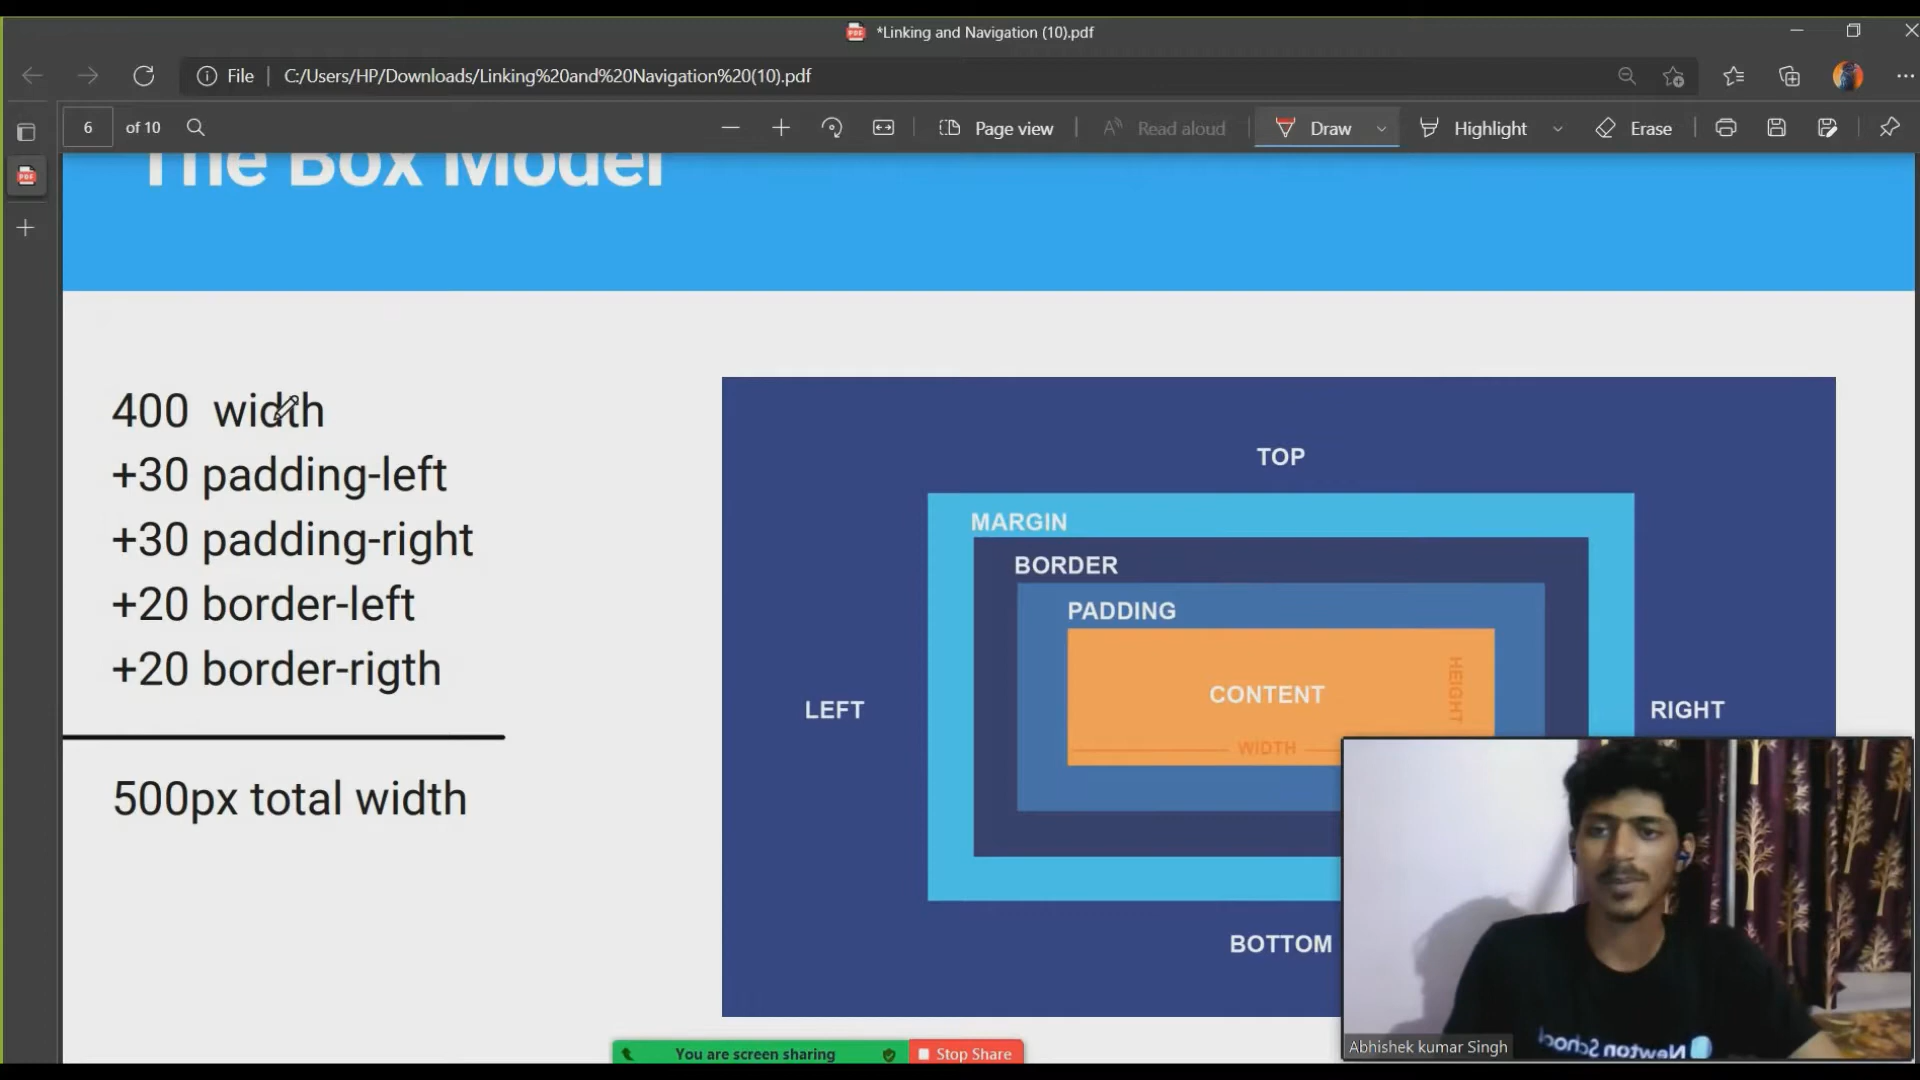 *Linking and Navigation (10).pdf
File | C:/Users/HP/Downloads/Linking%20and%20Navigation%20(10).pdf
6 of 10 Page view Read aloud Draw Highlight Erase
The Box Model
400 width
+30 padding-left
+30 padding-right
+20 border-left
+20 border-rigth
500px total width
TOP
MARGIN
BORDER
PADDING
CONTENT
HEIGHT
WIDTH
LEFT
RIGHT
BOTTOM
Newton School
Abhishek kumar Singh
You are screen sharing
Stop Share